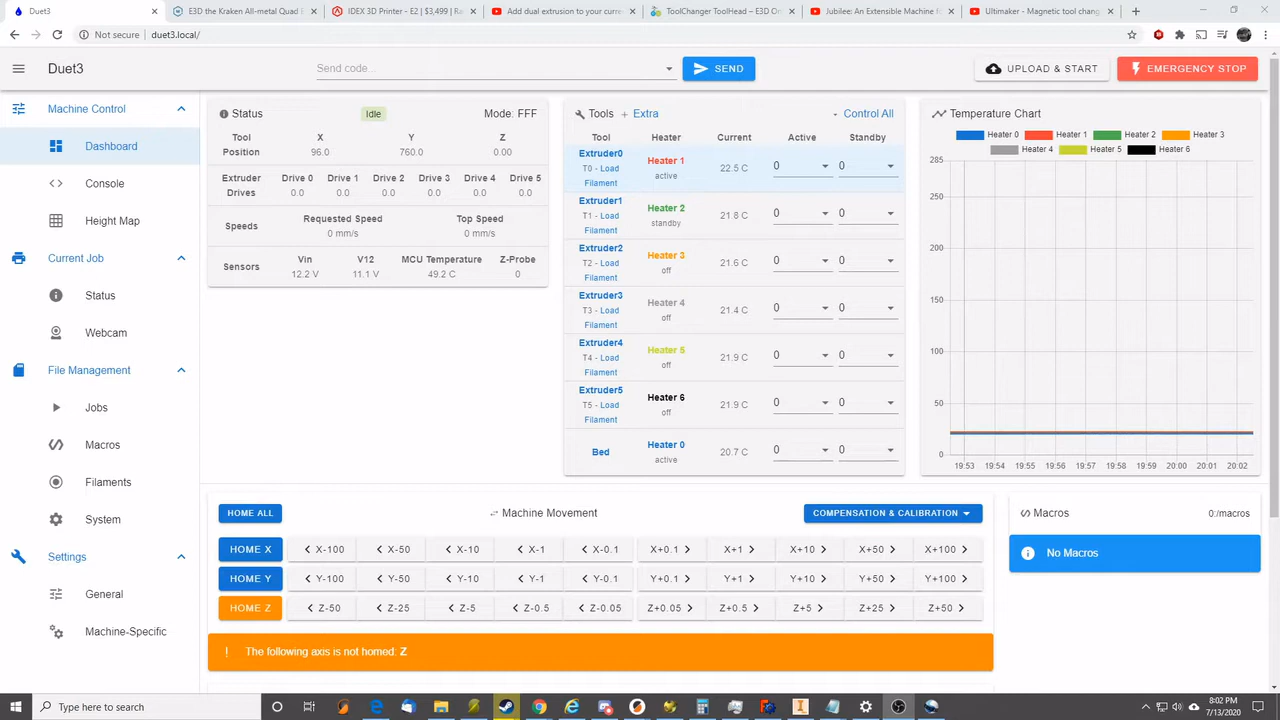 Duet3
E3D the Kraken All-metal Quad E
IDEX 3D Printer - E2 | $3,499 | Ra
Add dual extrusion to your curre
ToolChanger ToolHead – E3D On
Jubilee: An Extensible Machine fo
Ultimaker - Magnetic tool chang
Not secure | duet3.local/
Duet3
Send code...
SEND
UPLOAD & START
EMERGENCY STOP
Machine Control
Dashboard
Console
Height Map
Current Job
Status
Webcam
File Management
Jobs
Macros
Filaments
System
Settings
General
Machine-Specific
Status
Idle
Mode: FFF
Tool Position X Y Z
96.0 760.0 0.00
Extruder Drives Drive 0 Drive 1 Drive 2 Drive 3 Drive 4 Drive 5
0.0 0.0 0.0 0.0 0.0 0.0
Speeds Requested Speed Top Speed
0 mm/s 0 mm/s
Sensors Vin V12 MCU Temperature Z-Probe
12.2 V 11.1 V 49.2 C 0
Tools + Extra Control All
Tool Heater Current Active Standby
Extruder0 Heater 1 22.5 C 0 0
T0 - Load Filament active
Extruder1 Heater 2 21.8 C 0 0
T1 - Load Filament standby
Extruder2 Heater 3 21.6 C 0 0
T2 - Load Filament off
Extruder3 Heater 4 21.4 C 0 0
T3 - Load Filament off
Extruder4 Heater 5 21.9 C 0 0
T4 - Load Filament off
Extruder5 Heater 6 21.9 C 0 0
T5 - Load Filament off
Bed Heater 0 20.7 C 0 0
active
Temperature Chart
Heater 0 Heater 1 Heater 2 Heater 3
Heater 4 Heater 5 Heater 6
285
250
200
150
100
50
0
19:53 19:54 19:55 19:56 19:57 19:58 19:59 20:00 20:01 20:02
HOME ALL
Machine Movement
COMPENSATION & CALIBRATION
HOME X X-100 X-50 X-10 X-1 X-0.1 X+0.1 X+1 X+10 X+50 X+100
HOME Y Y-100 Y-50 Y-10 Y-1 Y-0.1 Y+0.1 Y+1 Y+10 Y+50 Y+100
HOME Z Z-50 Z-25 Z-5 Z-0.5 Z-0.05 Z+0.05 Z+0.5 Z+5 Z+25 Z+50
! The following axis is not homed: Z
Macros
0:/macros
No Macros
Type here to search
8:02 PM
7/13/2020